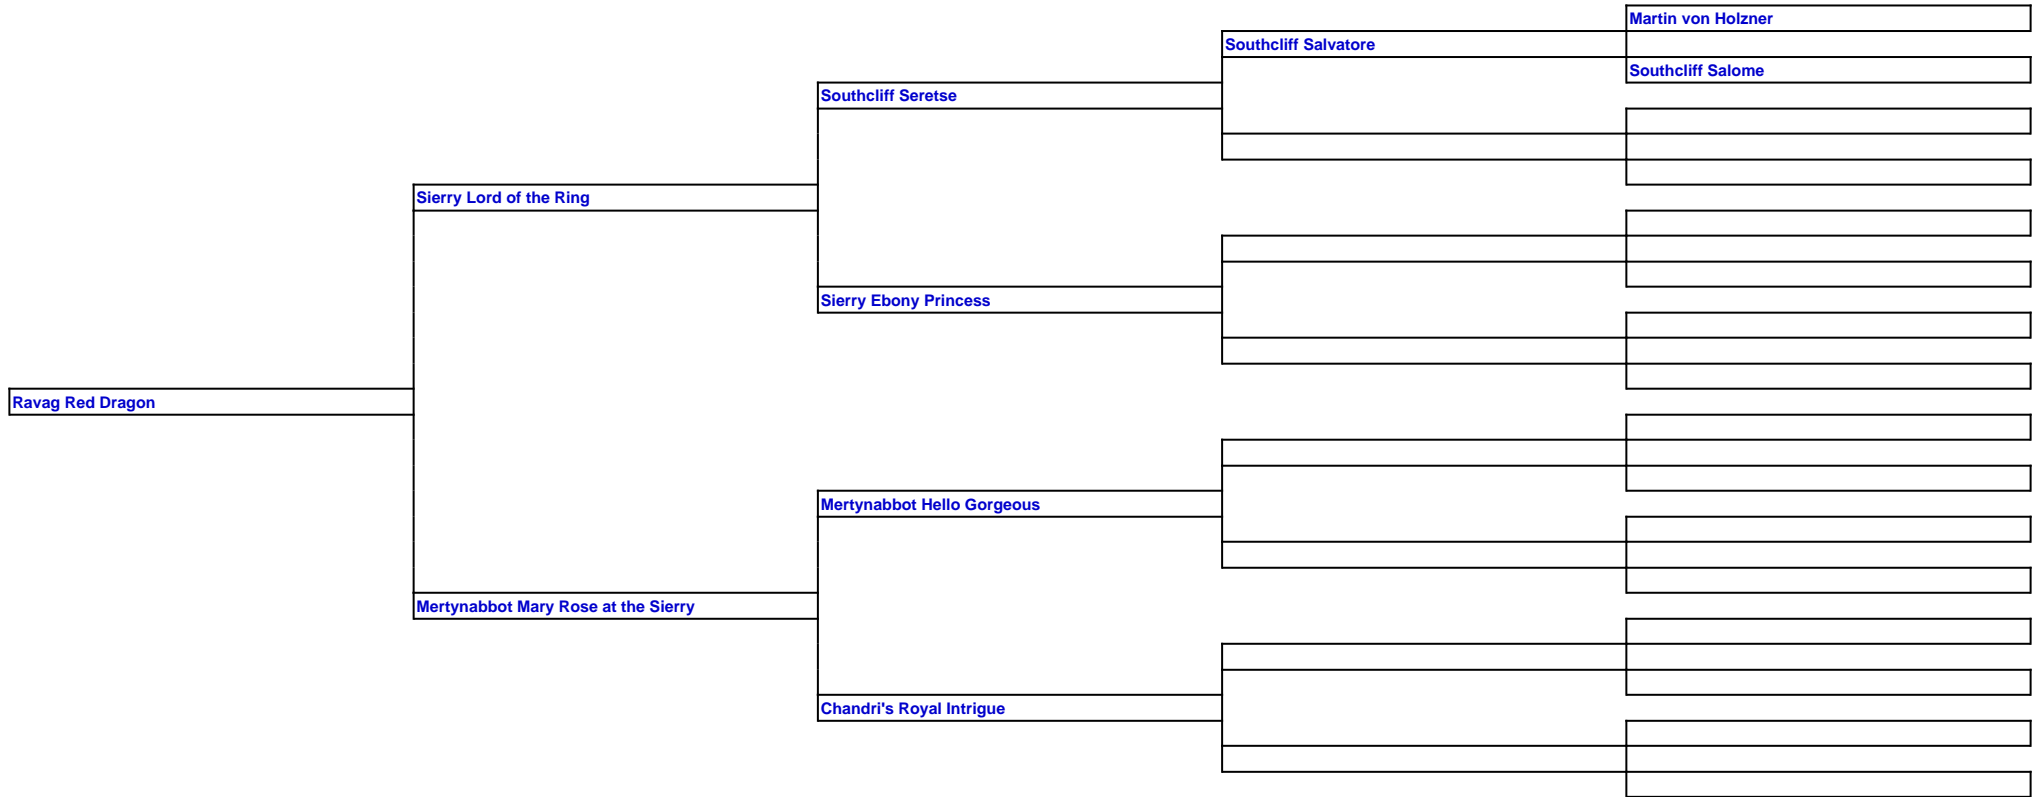 Martin von Holzner
Southcliff Salvatore
Southcliff Salome
Southcliff Seretse
Sierry Lord of the Ring
Sierry Ebony Princess
Ravag Red Dragon
Mertynabbot Hello Gorgeous
Mertynabbot Mary Rose at the Sierry
Chandri's Royal Intrigue